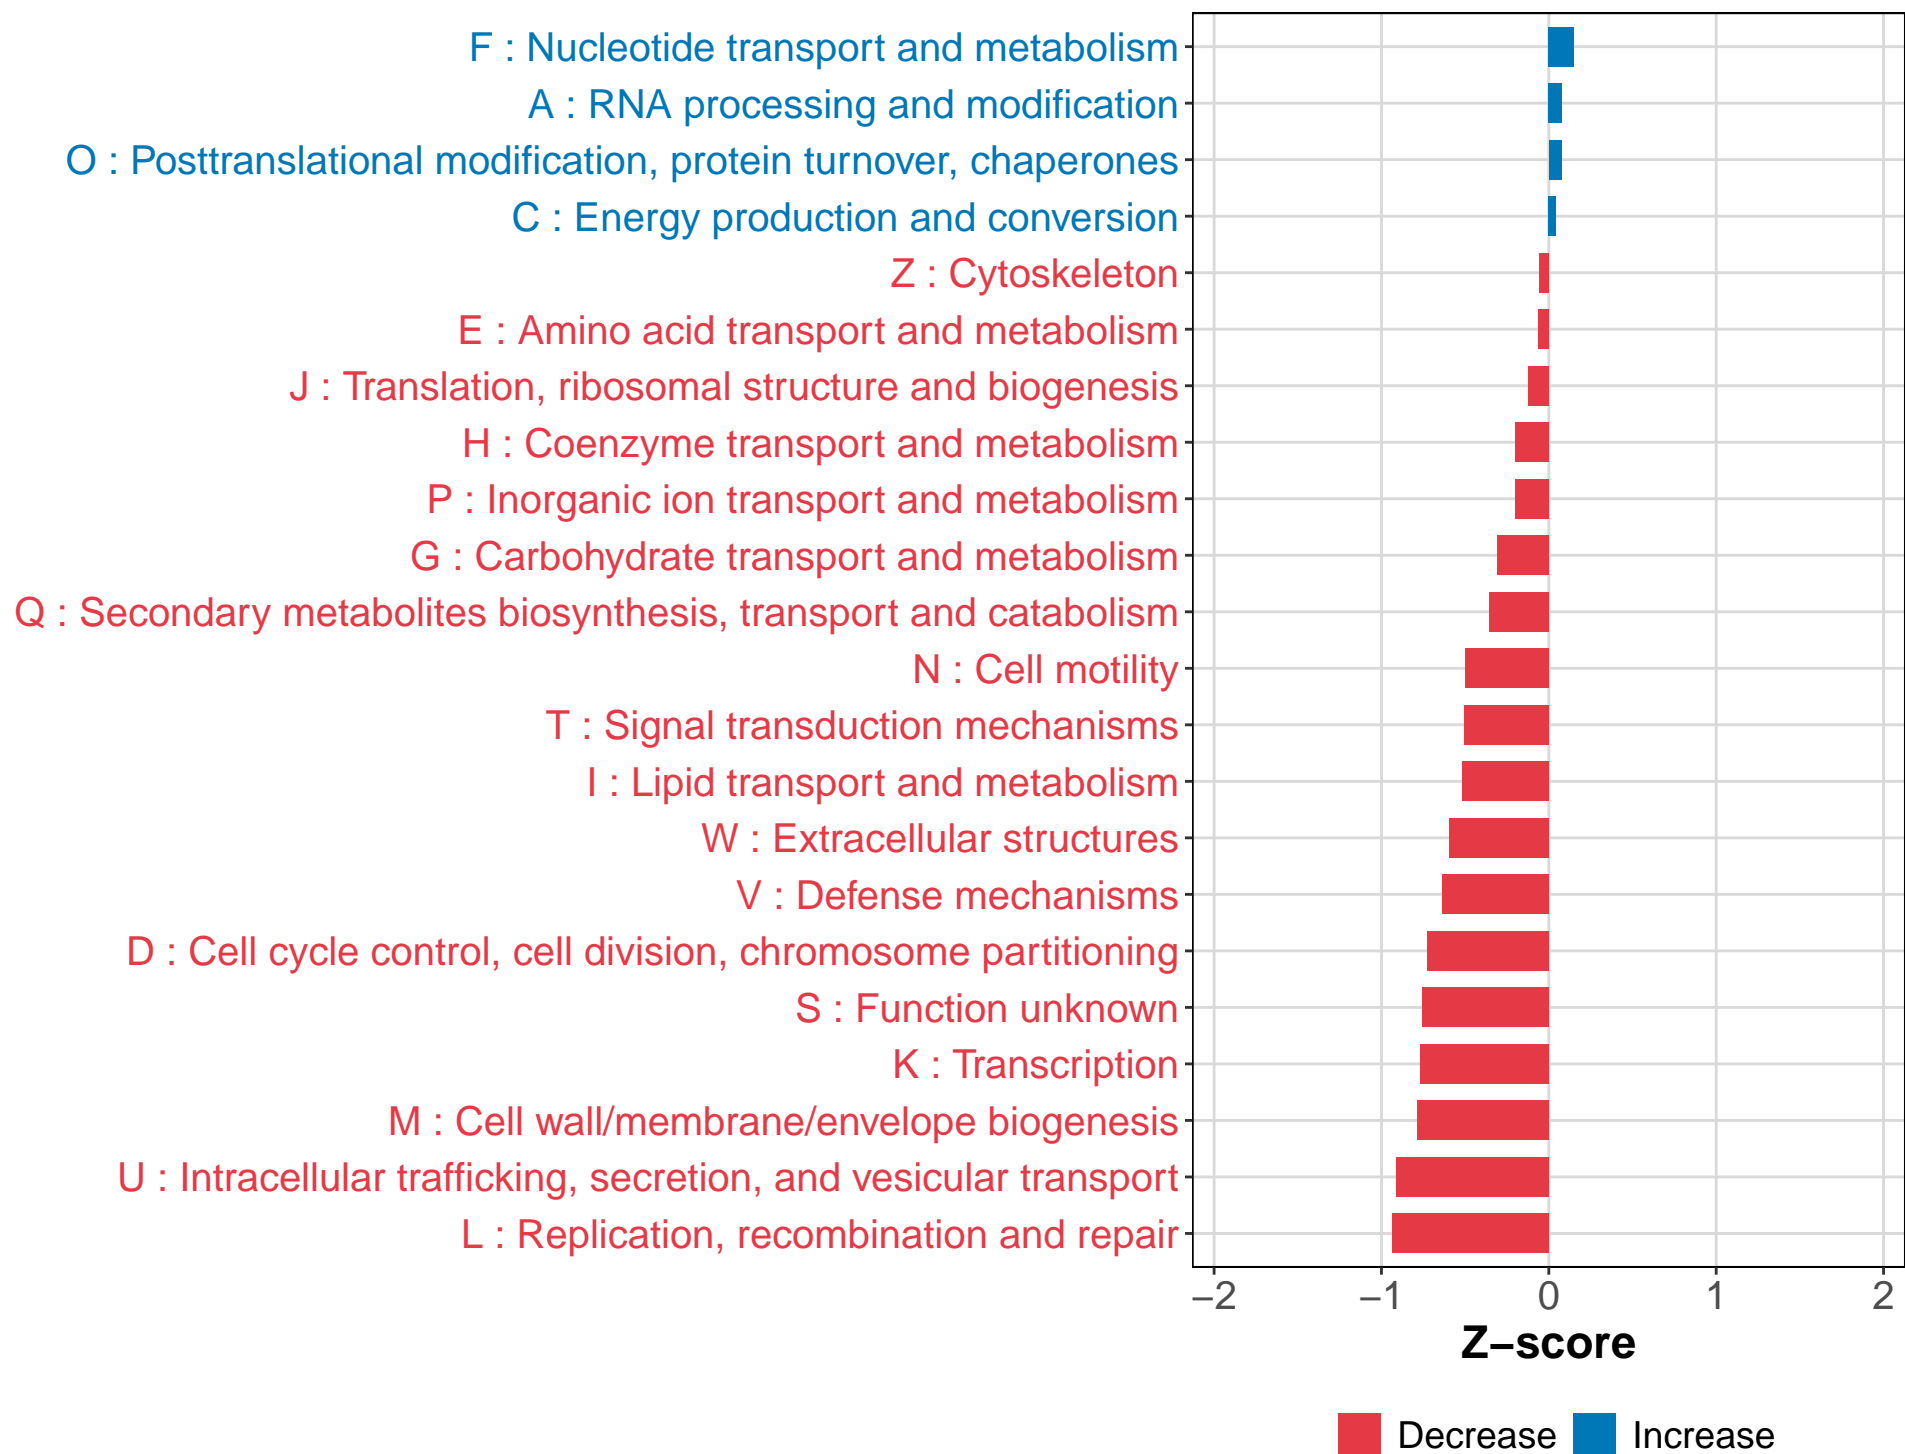 F : Nucleotide transport and metabolism
A : RNA processing and modification
O : Posttranslational modification, protein turnover, chaperones
C : Energy production and conversion
Z : Cytoskeleton
E : Amino acid transport and metabolism
J : Translation, ribosomal structure and biogenesis
H : Coenzyme transport and metabolism
P : Inorganic ion transport and metabolism
G : Carbohydrate transport and metabolism
Q : Secondary metabolites biosynthesis, transport and catabolism
N : Cell motility
T : Signal transduction mechanisms
I : Lipid transport and metabolism
W : Extracellular structures
V : Defense mechanisms
D : Cell cycle control, cell division, chromosome partitioning
S : Function unknown
K : Transcription
M : Cell wall/membrane/envelope biogenesis
U : Intracellular trafficking, secretion, and vesicular transport
L : Replication, recombination and repair
−2 −1 0 1 2
Z−score
Decrease Increase